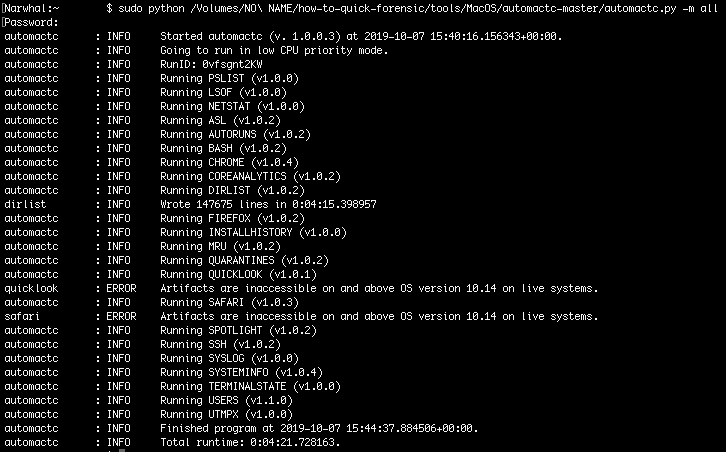 [Narwhal:~ $ sudo python /Volumes/NO\ NAME/how-to-quick-forensic/tools/MacOS/automactc-master/automactc.py -m all
[Password:
automactc : INFO Started automactc (v. 1.0.0.3) at 2019-10-07 15:40:16.156343+00:00.
automactc : INFO Going to run in low CPU priority mode.
automactc : INFO RunID: 0vfsgnt2KW
automactc : INFO Running PSLIST (v1.0.0)
automactc : INFO Running LSOF (v1.0.0)
automactc : INFO Running NETSTAT (v1.0.0)
automactc : INFO Running ASL (v1.0.2)
automactc : INFO Running AUTORUNS (v1.0.2)
automactc : INFO Running BASH (v1.0.2)
automactc : INFO Running CHROME (v1.0.4)
automactc : INFO Running COREANALYTICS (v1.0.2)
automactc : INFO Running DIRLIST (v1.0.2)
dirlist : INFO Wrote 147675 lines in 0:04:15.398957
automactc : INFO Running FIREFOX (v1.0.2)
automactc : INFO Running INSTALLHISTORY (v1.0.0)
automactc : INFO Running MRU (v1.0.2)
automactc : INFO Running QUARANTINES (v1.0.2)
automactc : INFO Running QUICKLOOK (v1.0.1)
quicklook : ERROR Artifacts are inaccessible on and above OS version 10.14 on live systems.
automactc : INFO Running SAFARI (v1.0.3)
safari : ERROR Artifacts are inaccessible on and above OS version 10.14 on live systems.
automactc : INFO Running SPOTLIGHT (v1.0.2)
automactc : INFO Running SSH (v1.0.2)
automactc : INFO Running SYSLOG (v1.0.0)
automactc : INFO Running SYSTEMINFO (v1.0.4)
automactc : INFO Running TERMINALSTATE (v1.0.0)
automactc : INFO Running USERS (v1.1.0)
automactc : INFO Running UTMPX (v1.0.0)
automactc : INFO Finished program at 2019-10-07 15:44:37.884506+00:00.
automactc : INFO Total runtime: 0:04:21.728163.